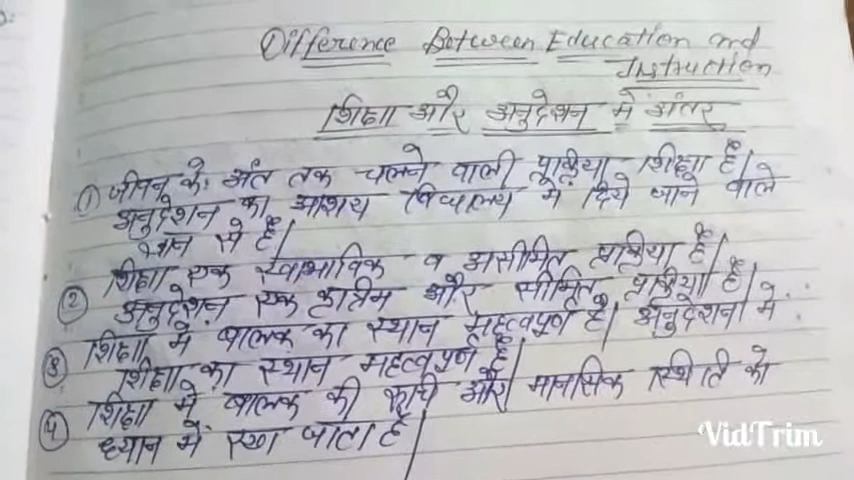 Difference Between Education and
Instruction
शिक्षा और अनुदेशन में अंतर
① जीवन के अंत तक चलने वाली प्रक्रिया शिक्षा है।
अनुदेशन का आशय विद्यालय में दिये जाने वाले
ज्ञान से है।
② शिक्षा एक स्वाभाविक व असीमित प्रक्रिया है।
अनुदेशन एक कृत्रिम और सीमित प्रक्रिया है।
③ शिक्षा में बालक का स्थान महत्वपूर्ण है। अनुदेशन में
शिक्षा का स्थान महत्वपूर्ण है।
④ शिक्षा में बालक की रूचि और मानसिक स्थिति को
ध्यान में रखा जाता है।
VidTrim